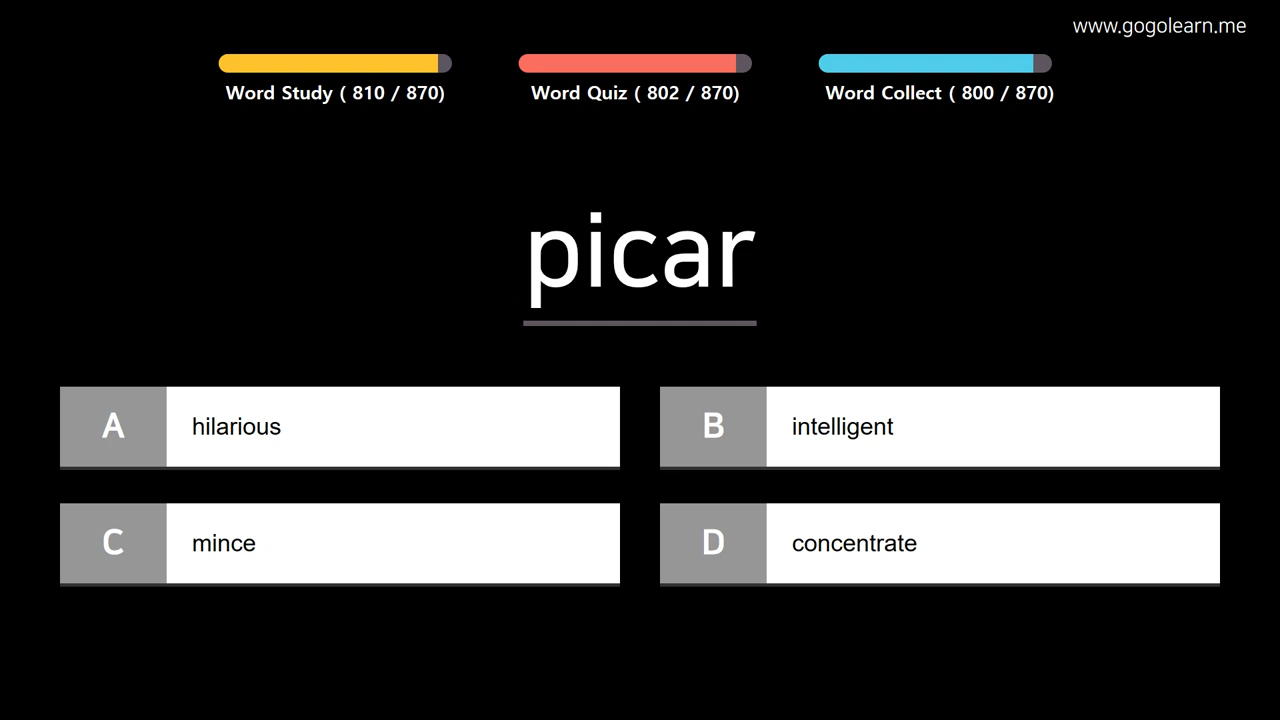 www.gogolearn.me
Word Study ( 810 / 870)
Word Quiz ( 802 / 870)
Word Collect ( 800 / 870)
picar
A hilarious
B intelligent
C mince
D concentrate